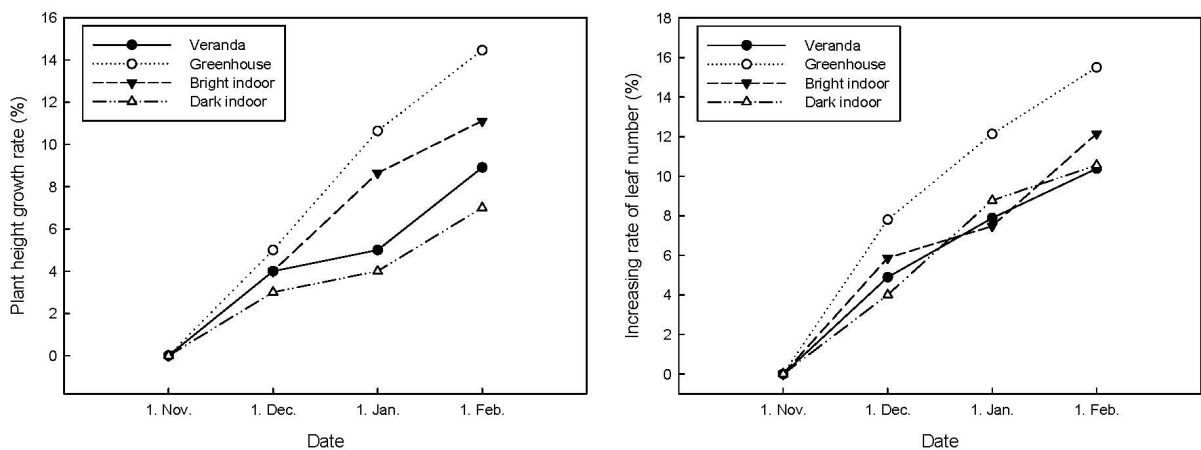 Plant height growth rate (%)
16
14
12
10
8
6
4
2
0
Veranda
Greenhouse
Bright indoor
Dark indoor
1. Nov.
1. Dec.
1. Jan.
1. Feb.
Date
Increasing rate of leaf number (%)
18
16
14
12
10
8
6
4
2
0
Veranda
Greenhouse
Bright indoor
Dark indoor
1. Nov.
1. Dec.
1. Jan.
1. Feb.
Date